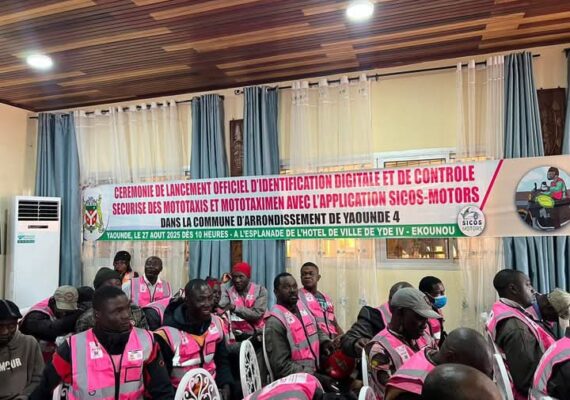 CEREMONIE DE LANCEMENT OFFICIEL D'IDENTIFICATION DIGITALE ET DE CONTROLE
SECURISE DES MOTOTAXIS ET MOTOTAXIMEN AVEC L'APPLICATION SICOS-MOTORS
DANS LA COMMUNE D'ARRONDISSEMENT DE YAOUNDE 4
YAOUNDE, LE 27 AOUT 2025 DES 10 HEURES - A L'ESPLANADE DE L'HOTEL DE VILLE DE YDE IV - EKOUNOU
SICOS
MOTORS
SICOS